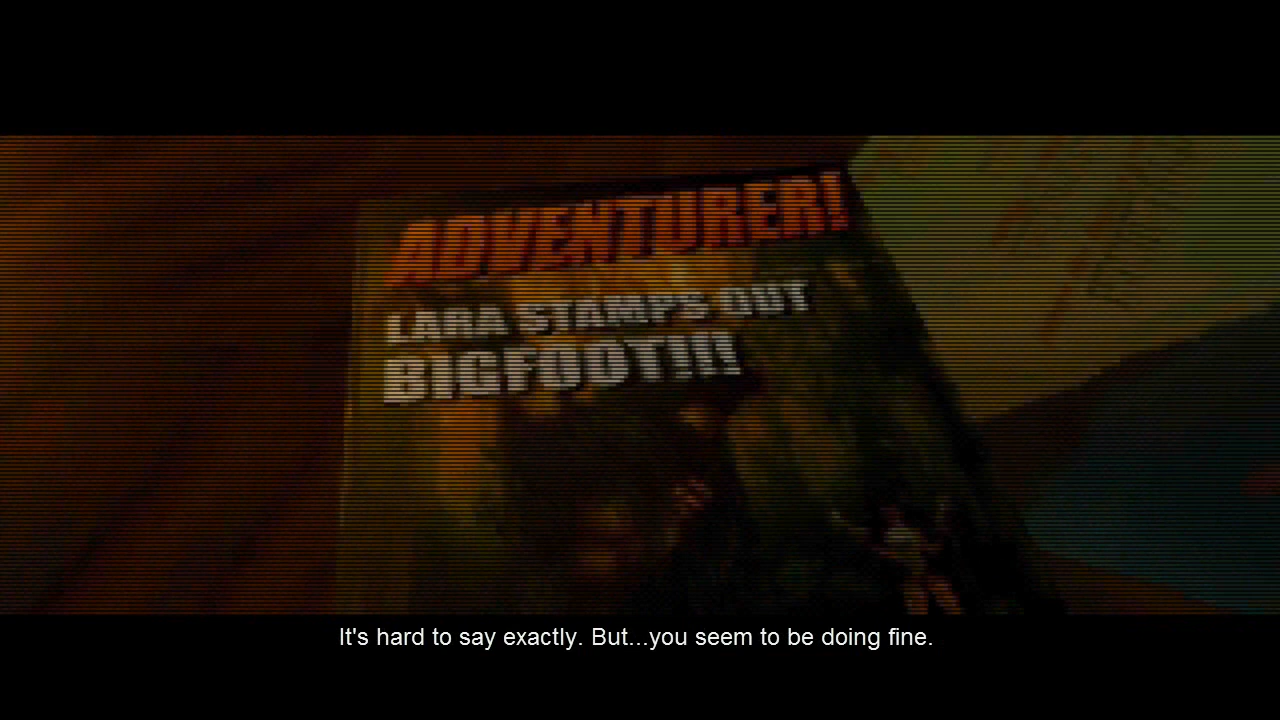 ADVENTURER!
LARA STAMPS OUT
BIGFOOT!!!
It's hard to say exactly. But...you seem to be doing fine.